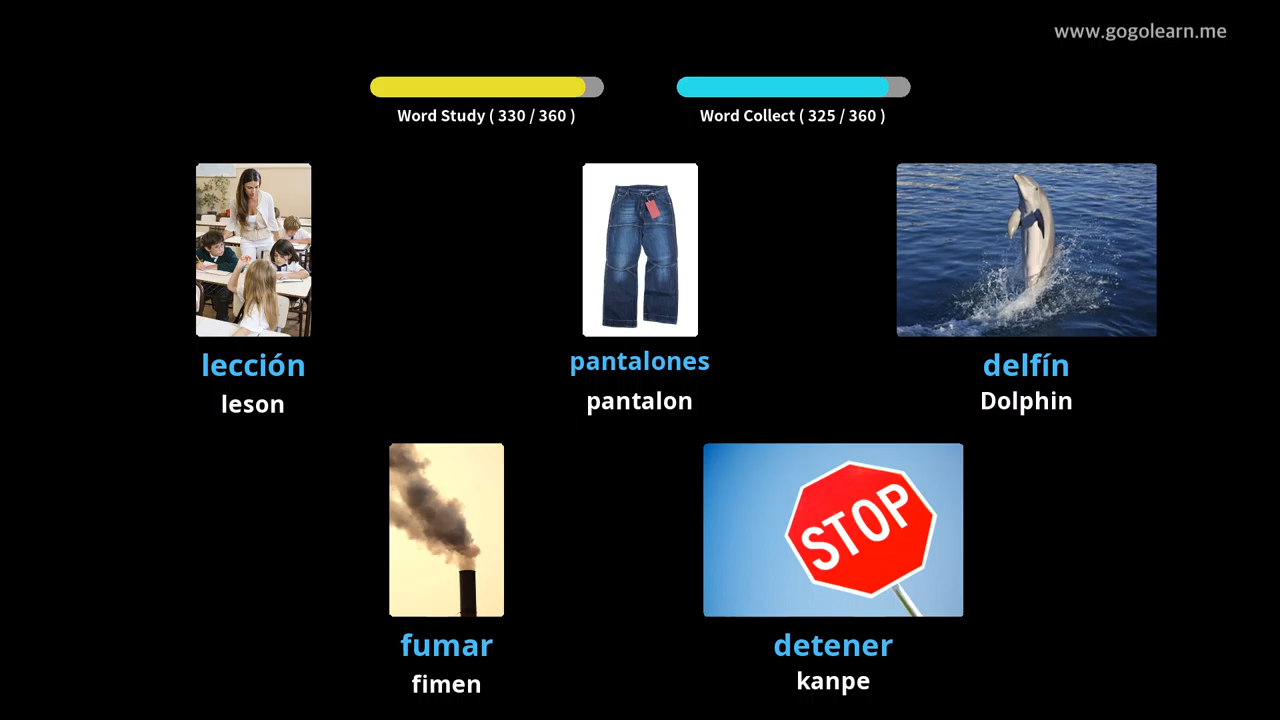 www.gogolearn.me
Word Study ( 330 / 360 )
Word Collect ( 325 / 360 )
lección
leson
pantalones
pantalon
delfín
Dolphin
STOP
fumar
fimen
detener
kanpe